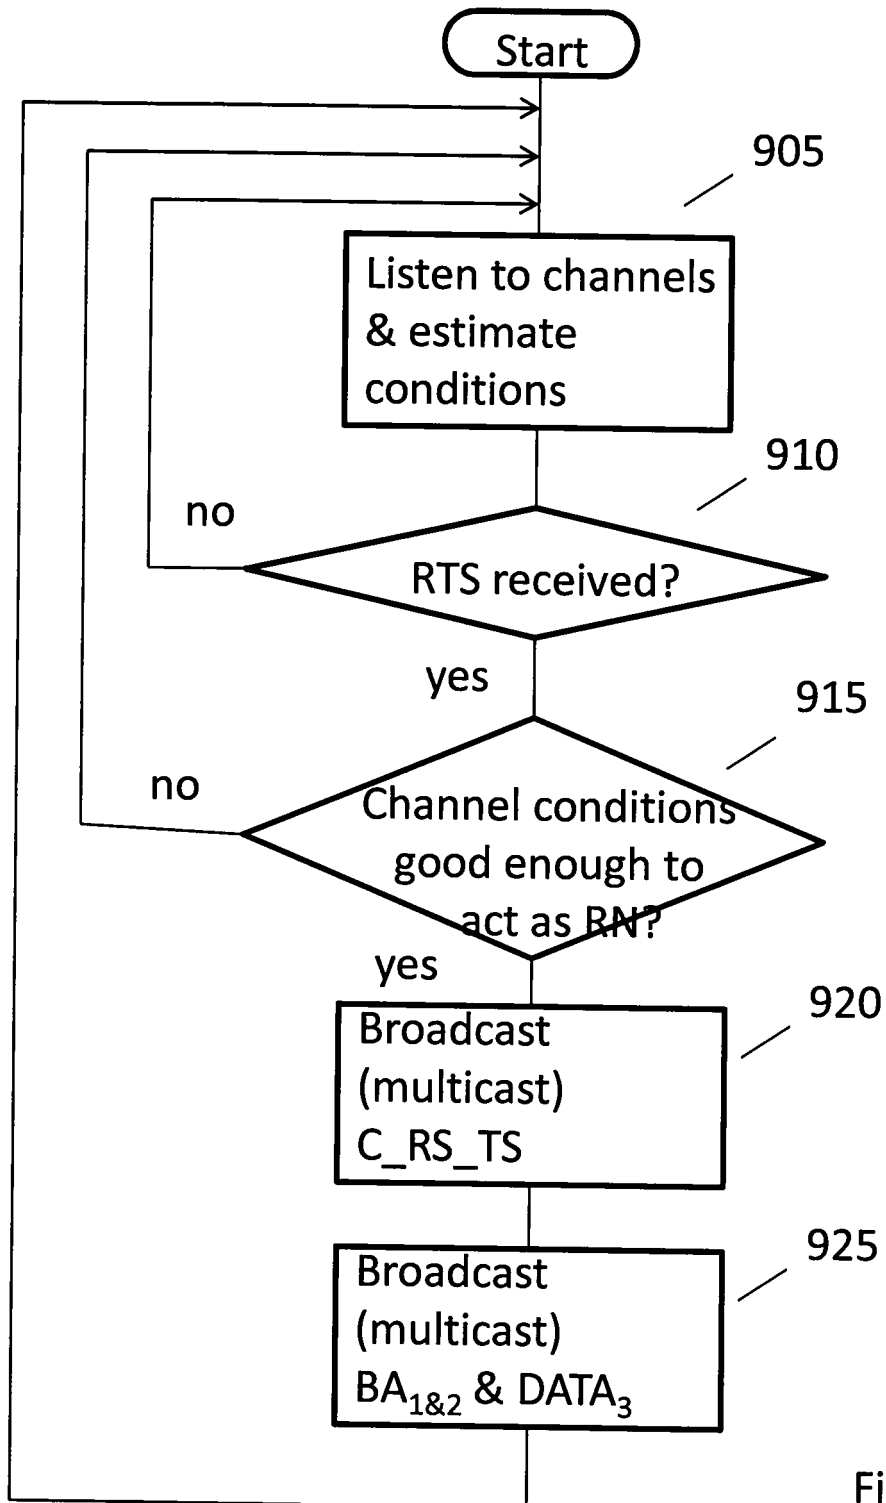 Start
905
Listen to channels
& estimate
conditions
910
no
RTS received?
yes
915
no
Channel conditions
good enough to
act as RN?
yes
920
Broadcast
(multicast)
C_RS_TS
925
Broadcast
(multicast)
BA1&2 & DATA3
Fi